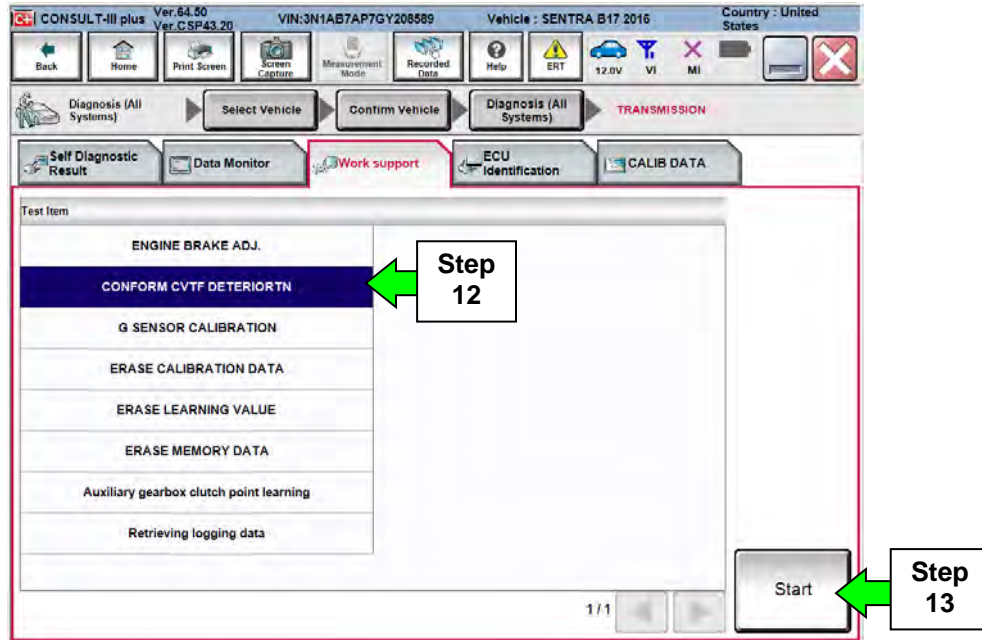 C+ CONSULT-III plus Ver.64.50 VIN:3N1AB7AP7GY208589 Vehicle : SENTRA B17 2016 Country : United
Ver.CSP43.20 States
Back Home Print Screen Screen Capture Measurement Mode Recorded Data Help ERT 12.0V VI MI
Diagnosis (All Systems) Select Vehicle Confirm Vehicle Diagnosis (All Systems) TRANSMISSION
Self Diagnostic Result Data Monitor Work support ECU Identification CALIB DATA
Test Item
ENGINE BRAKE ADJ.
CONFORM CVTF DETERIORTN
Step
12
G SENSOR CALIBRATION
ERASE CALIBRATION DATA
ERASE LEARNING VALUE
ERASE MEMORY DATA
Auxiliary gearbox clutch point learning
Retrieving logging data
1/1
Start
Step
13